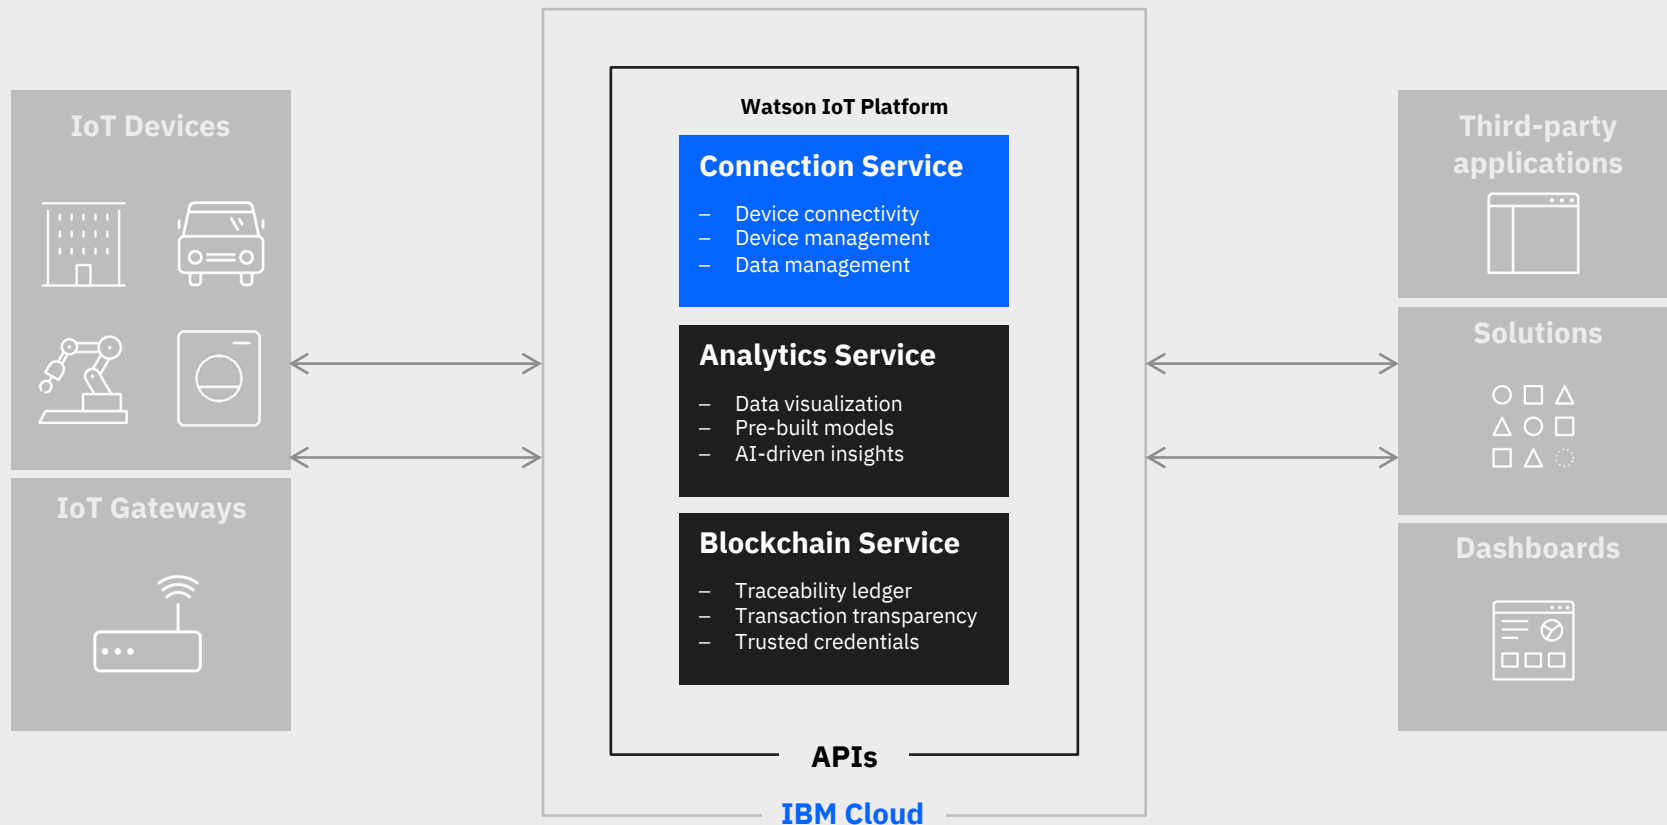 IoT Devices
IoT Gateways
Watson IoT Platform
Connection Service
– Device connectivity
– Device management
– Data management
Analytics Service
– Data visualization
– Pre-built models
– AI-driven insights
Blockchain Service
– Traceability ledger
– Transaction transparency
– Trusted credentials
APIs
IBM Cloud
Third-party
applications
Solutions
Dashboards